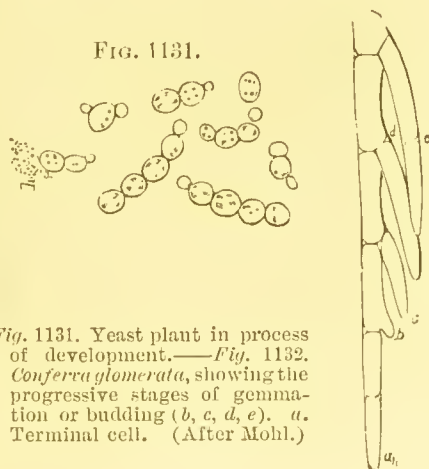 FIG. 1131.
d
e
c
b
a
Fig. 1131. Yeast plant in process
of development.——Fig. 1132.
Conferva glomerata, showing the
progressive stages of gemma-
tion or budding (b, c, d, e). a.
Terminal cell. (After Mohl.)